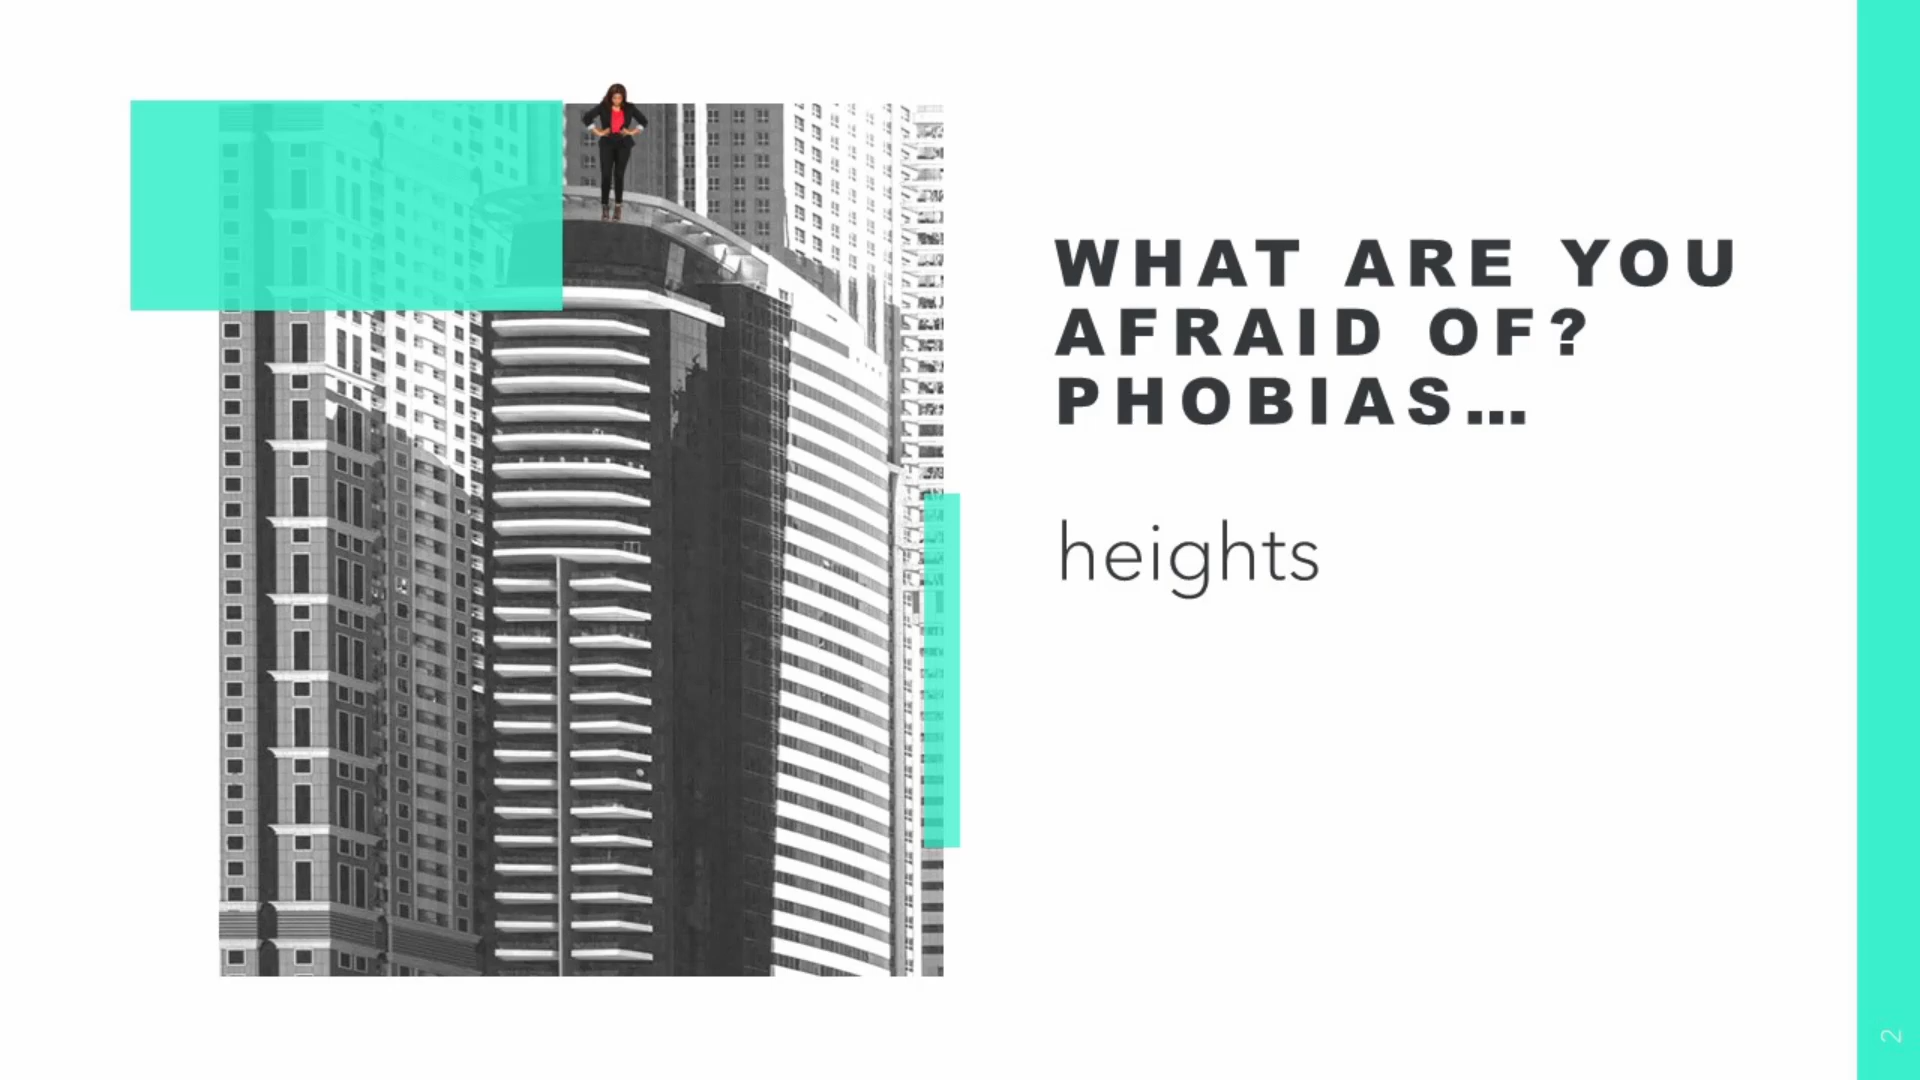 WHAT ARE YOU
AFRAID OF?
PHOBIAS…
heights
2